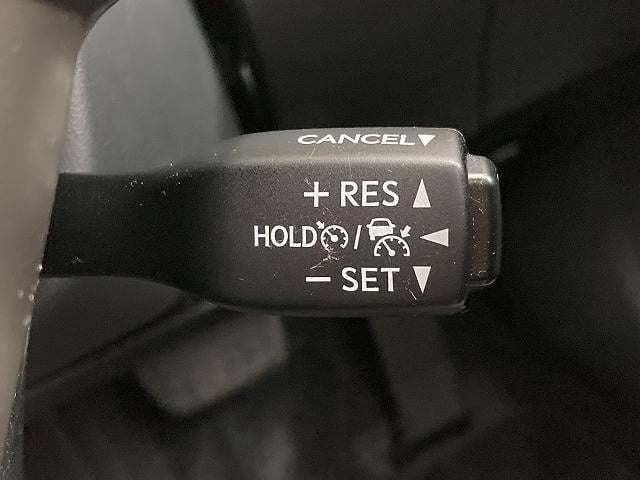 CANCEL▼
+ RES ▲
HOLD / ◀
− SET ▼